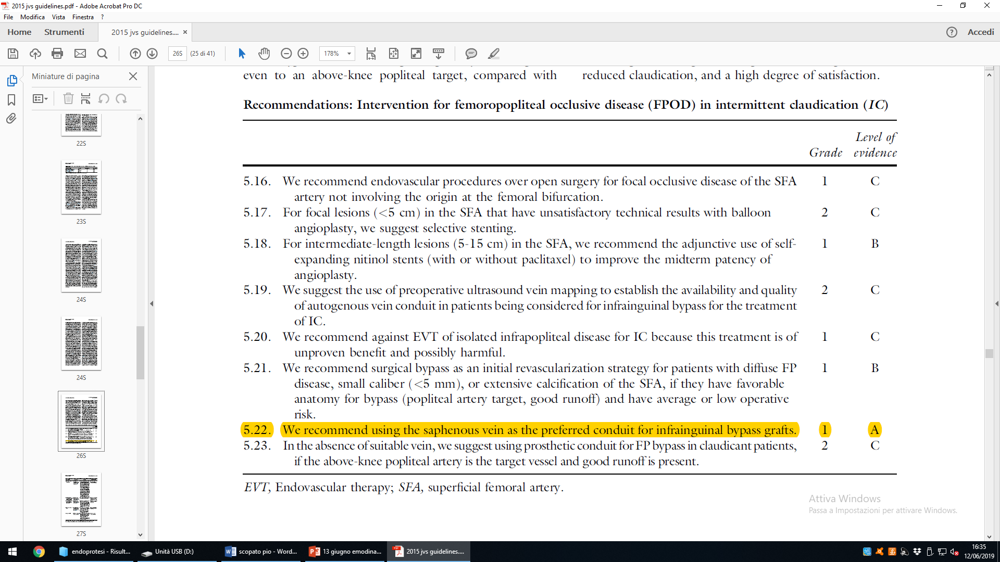 2015 jvs guidelines.pdf - Adobe Acrobat Pro DC
File Modifica Vista Finestra ?
Home Strumenti 2015 jvs guidelines.... × Accedi
26S (25 di 41) 178%
Miniature di pagina
22S
23S
24S
24S
26S
27S
even to an above-knee popliteal target, compared with
reduced claudication, and a high degree of satisfaction.
Recommendations: Intervention for femoropopliteal occlusive disease (FPOD) in intermittent claudication (IC)
Level of
Grade evidence
5.16. We recommend endovascular procedures over open surgery for focal occlusive disease of the SFA 1 C
artery not involving the origin at the femoral bifurcation.
5.17. For focal lesions (<5 cm) in the SFA that have unsatisfactory technical results with balloon 2 C
angioplasty, we suggest selective stenting.
5.18. For intermediate-length lesions (5-15 cm) in the SFA, we recommend the adjunctive use of self- 1 B
expanding nitinol stents (with or without paclitaxel) to improve the midterm patency of
angioplasty.
5.19. We suggest the use of preoperative ultrasound vein mapping to establish the availability and quality 2 C
of autogenous vein conduit in patients being considered for infrainguinal bypass for the treatment
of IC.
5.20. We recommend against EVT of isolated infrapopliteal disease for IC because this treatment is of 1 C
unproven benefit and possibly harmful.
5.21. We recommend surgical bypass as an initial revascularization strategy for patients with diffuse FP 1 B
disease, small caliber (<5 mm), or extensive calcification of the SFA, if they have favorable
anatomy for bypass (popliteal artery target, good runoff) and have average or low operative
risk.
5.22. We recommend using the saphenous vein as the preferred conduit for infrainguinal bypass grafts. 1 A
5.23. In the absence of suitable vein, we suggest using prosthetic conduit for FP bypass in claudicant patients, 2 C
if the above-knee popliteal artery is the target vessel and good runoff is present.
EVT, Endovascular therapy; SFA, superficial femoral artery.
Attiva Windows
Passa a Impostazioni per attivare Windows.
endoprotesi - Risult... Unità USB (D:) scopato pio - Word... 13 giugno emodina... 2015 jvs guidelines....
16:35
12/06/2019